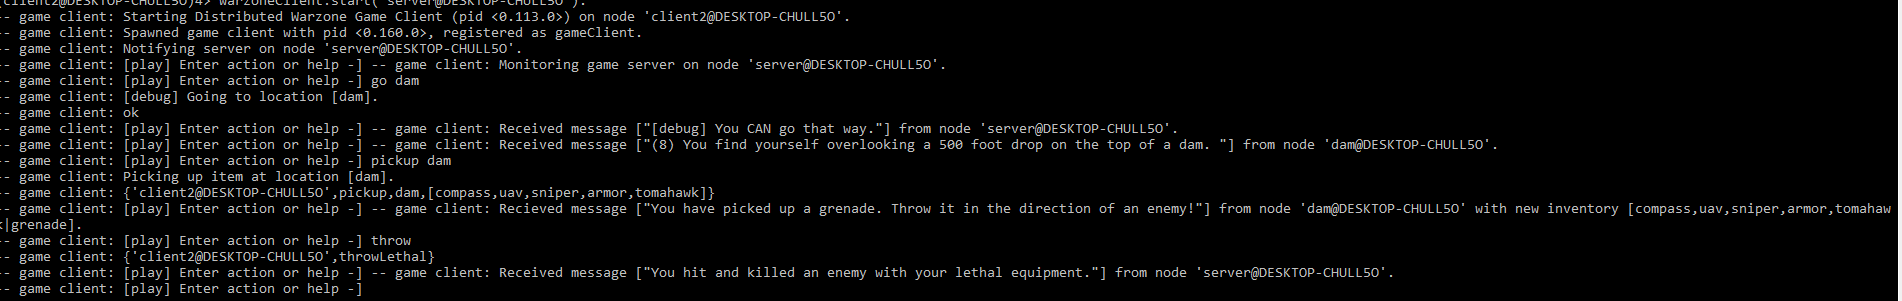 (client2@DESKTOP-CHULL5O)4> warzoneClient:start('server@DESKTOP-CHULL5O').
-- game client: Starting Distributed Warzone Game Client (pid <0.113.0>) on node 'client2@DESKTOP-CHULL5O'.
-- game client: Spawned game client with pid <0.160.0>, registered as gameClient.
-- game client: Notifying server on node 'server@DESKTOP-CHULL5O'.
-- game client: [play] Enter action or help -] -- game client: Monitoring game server on node 'server@DESKTOP-CHULL5O'.
-- game client: [play] Enter action or help -] go dam
-- game client: [debug] Going to location [dam].
-- game client: ok
-- game client: [play] Enter action or help -] -- game client: Received message ["[debug] You CAN go that way."] from node 'server@DESKTOP-CHULL5O'.
-- game client: [play] Enter action or help -] -- game client: Received message ["(8) You find yourself overlooking a 500 foot drop on the top of a dam. "] from node 'dam@DESKTOP-CHULL5O'.
-- game client: [play] Enter action or help -] pickup dam
-- game client: Picking up item at location [dam].
-- game client: {'client2@DESKTOP-CHULL5O',pickup,dam,[compass,uav,sniper,armor,tomahawk]}
-- game client: [play] Enter action or help -] -- game client: Recieved message ["You have picked up a grenade. Throw it in the direction of an enemy!"] from node 'dam@DESKTOP-CHULL5O' with new inventory [compass,uav,sniper,armor,tomahaw
k|grenade].
-- game client: [play] Enter action or help -] throw
-- game client: {'client2@DESKTOP-CHULL5O',throwLethal}
-- game client: [play] Enter action or help -] -- game client: Received message ["You hit and killed an enemy with your lethal equipment."] from node 'server@DESKTOP-CHULL5O'.
-- game client: [play] Enter action or help -]